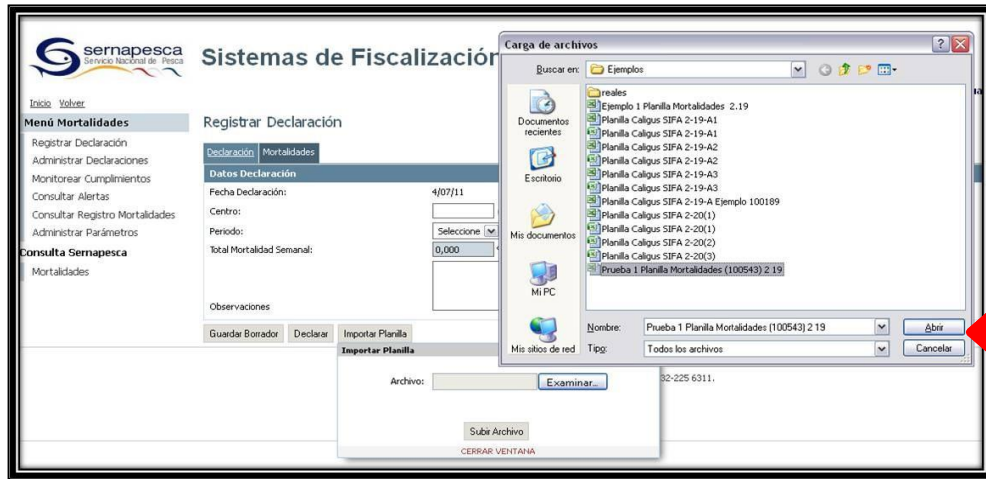 sernapesca
Servicio Nacional de Pesca
Sistemas de Fiscalización
Inicio Volver
Menú Mortalidades
Registrar Declaración
Administrar Declaraciones
Monitorear Cumplimientos
Consultar Alertas
Consultar Registro Mortalidades
Administrar Parámetros
Consulta Sernapesca
Mortalidades
Registrar Declaración
Declaración Mortalidades
Datos Declaración
Fecha Declaración: 4/07/11
Centro:
Periodo: Seleccione
Total Mortalidad Semanal: 0,000
Observaciones
Guardar Borrador Declarar Importar Planilla
Importar Planilla
Archivo: Examinar...
Subir Archivo
CERRAR VENTANA
32-225 6311.
Carga de archivos
Buscar en: Ejemplos
Documentos recientes
Escritorio
Mis documentos
Mi PC
Mis sitios de red
reales
Ejemplo 1 Planilla Mortalidades 2.19
Planilla Caligus SIFA 2-19-A1
Planilla Caligus SIFA 2-19-A1
Planilla Caligus SIFA 2-19-A2
Planilla Caligus SIFA 2-19-A2
Planilla Caligus SIFA 2-19-A3
Planilla Caligus SIFA 2-19-A3
Planilla Caligus SIFA 2-19-A Ejemplo 100189
Planilla Caligus SIFA 2-20(1)
Planilla Caligus SIFA 2-20(1)
Planilla Caligus SIFA 2-20(2)
Planilla Caligus SIFA 2-20(3)
Prueba 1 Planilla Mortalidades (100543) 2 19
Nombre: Prueba 1 Planilla Mortalidades (100543) 2 19 Abrir
Tipo: Todos los archivos Cancelar